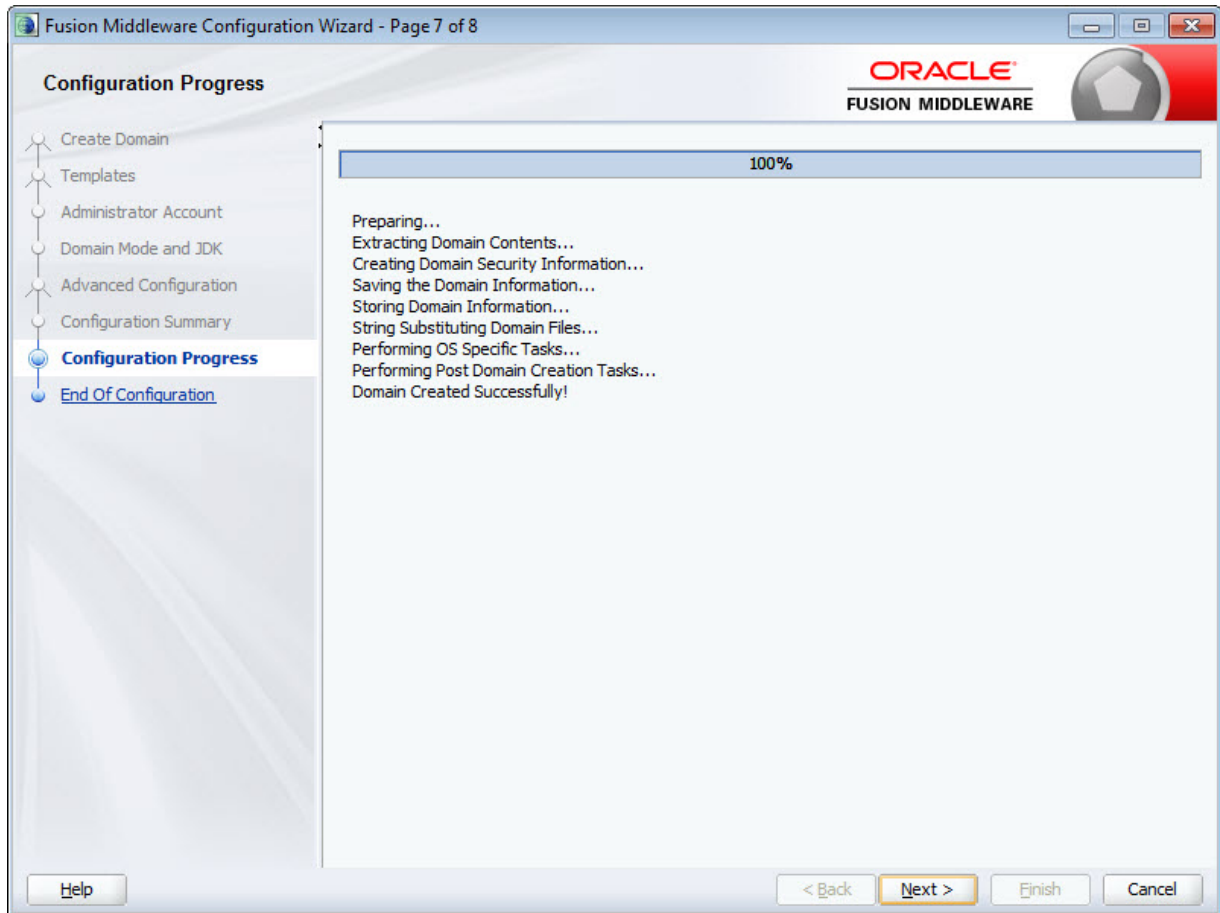 Fusion Middleware Configuration Wizard - Page 7 of 8
Configuration Progress
ORACLE
FUSION MIDDLEWARE
Create Domain
Templates
Administrator Account
Domain Mode and JDK
Advanced Configuration
Configuration Summary
Configuration Progress
End Of Configuration
100%
Preparing...
Extracting Domain Contents...
Creating Domain Security Information...
Saving the Domain Information...
Storing Domain Information...
String Substituting Domain Files...
Performing OS Specific Tasks...
Performing Post Domain Creation Tasks...
Domain Created Successfully!
Help
< Back
Next >
Finish
Cancel